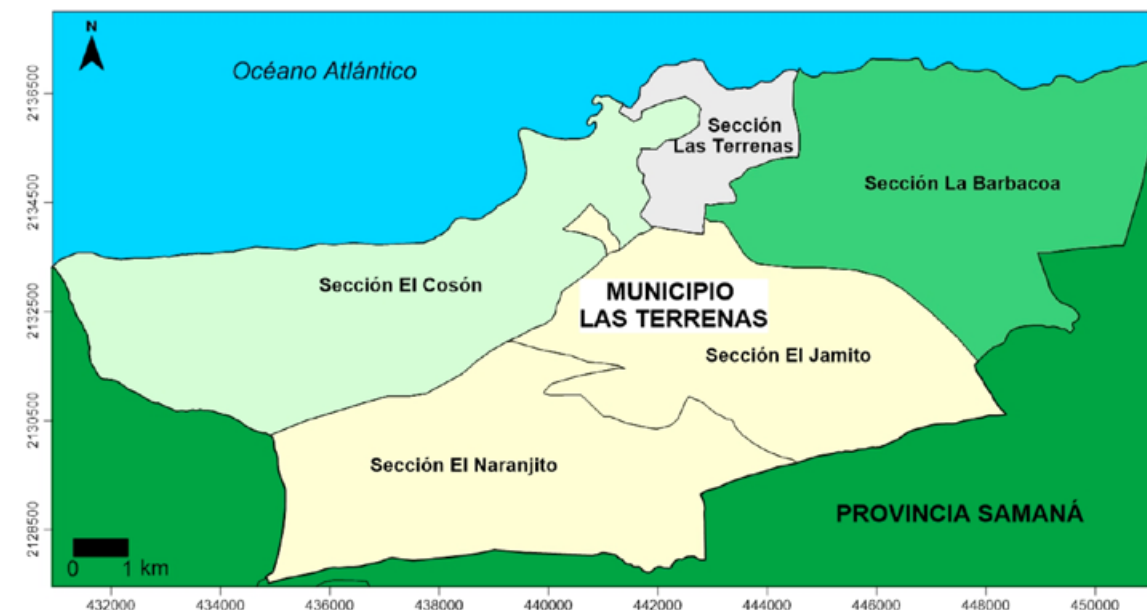 N
Océano Atlántico
Sección
Las Terrenas
Sección La Barbacoa
Sección El Cosón
MUNICIPIO
LAS TERRENAS
Sección El Jamito
Sección El Naranjito
PROVINCIA SAMANÁ
0 1 km
2136500
2134500
2132500
2130500
2128500
432000 434000 436000 438000 440000 442000 444000 446000 448000 450000